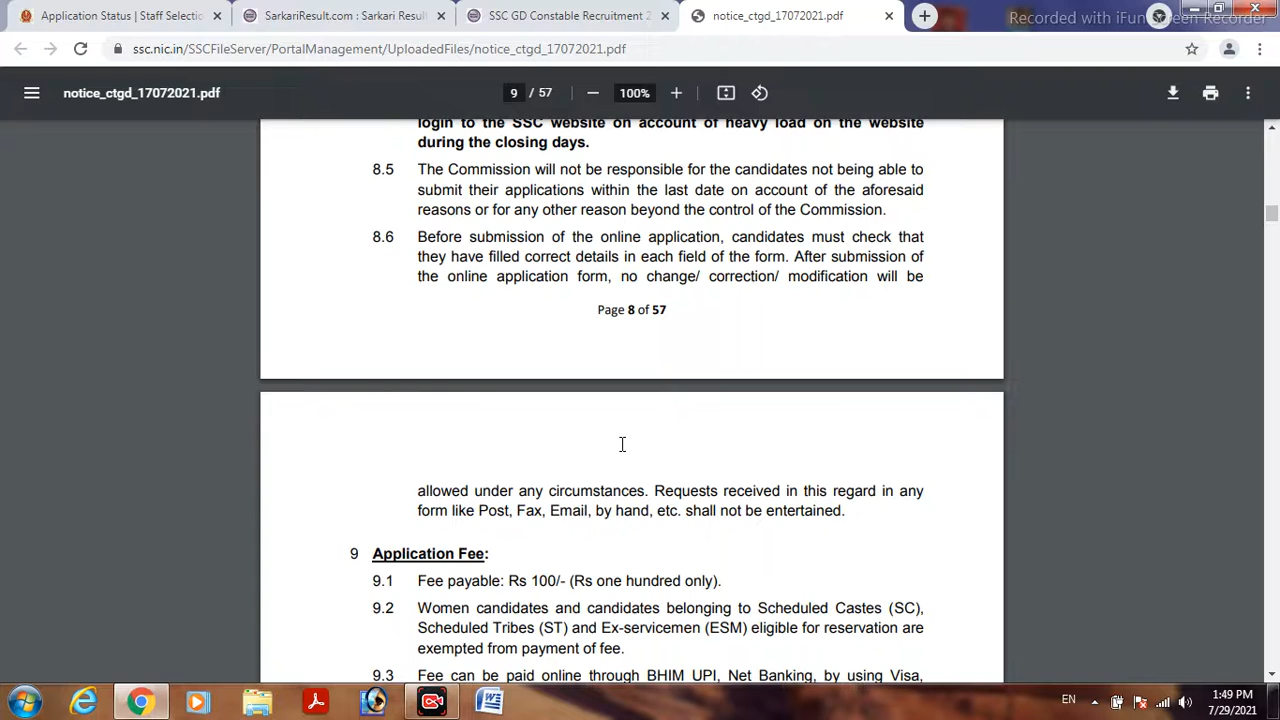 Application Status | Staff Selectio
SarkariResult.com : Sarkari Result
SSC GD Constable Recruitment 2
notice_ctgd_17072021.pdf
Recorded with iFun Screen Recorder
ssc.nic.in/SSCFileServer/PortalManagement/UploadedFiles/notice_ctgd_17072021.pdf
notice_ctgd_17072021.pdf
9 / 57
100%
login to the SSC website on account of heavy load on the website
during the closing days.
8.5 The Commission will not be responsible for the candidates not being able to
submit their applications within the last date on account of the aforesaid
reasons or for any other reason beyond the control of the Commission.
8.6 Before submission of the online application, candidates must check that
they have filled correct details in each field of the form. After submission of
the online application form, no change/ correction/ modification will be
Page 8 of 57
allowed under any circumstances. Requests received in this regard in any
form like Post, Fax, Email, by hand, etc. shall not be entertained.
9 Application Fee:
9.1 Fee payable: Rs 100/- (Rs one hundred only).
9.2 Women candidates and candidates belonging to Scheduled Castes (SC),
Scheduled Tribes (ST) and Ex-servicemen (ESM) eligible for reservation are
exempted from payment of fee.
9.3 Fee can be paid online through BHIM UPI, Net Banking, by using Visa,
EN
1:49 PM
7/29/2021